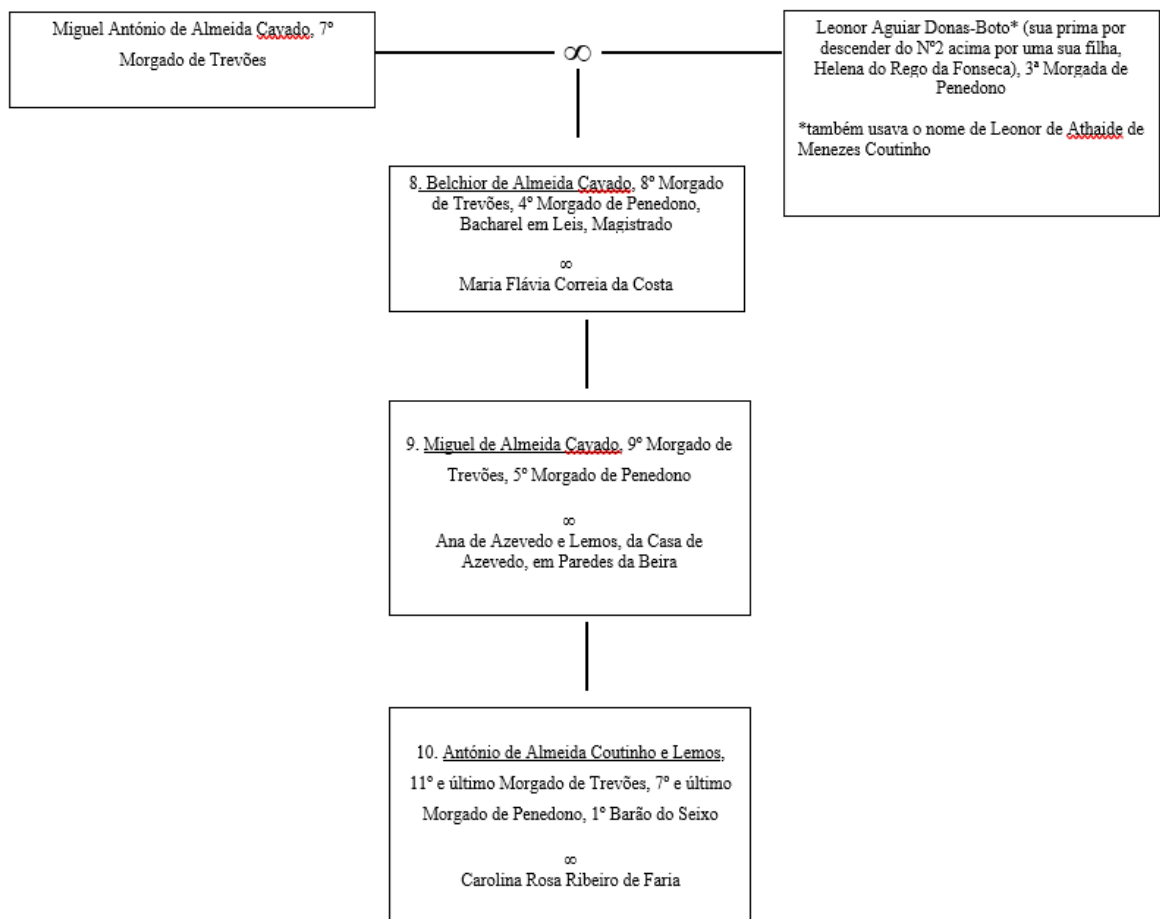 Miguel António de Almeida Cavado, 7º
Morgado de Trevões
∞
Leonor Aguiar Donas-Boto* (sua prima por
descender do Nº2 acima por uma sua filha,
Helena do Rego da Fonseca), 3ª Morgada de
Penedono
*também usava o nome de Leonor de Athaide de
Menezes Coutinho
8. Belchior de Almeida Cavado, 8º Morgado
de Trevões, 4º Morgado de Penedono,
Bacharel em Leis, Magistrado
∞
Maria Flávia Correia da Costa
9. Miguel de Almeida Cavado, 9º Morgado de
Trevões, 5º Morgado de Penedono
∞
Ana de Azevedo e Lemos, da Casa de
Azevedo, em Paredes da Beira
10. António de Almeida Coutinho e Lemos,
11º e último Morgado de Trevões, 7º e último
Morgado de Penedono, 1º Barão do Seixo
∞
Carolina Rosa Ribeiro de Faria